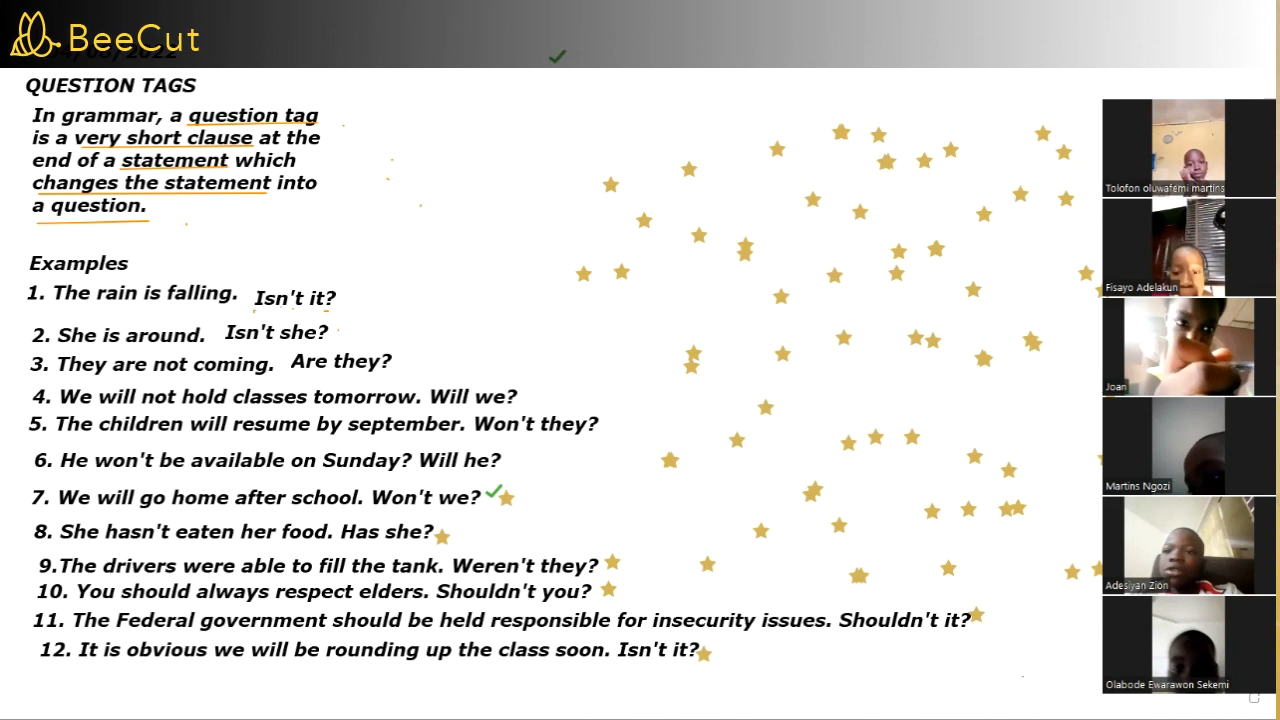 BeeCut
QUESTION TAGS
In grammar, a question tag
is a very short clause at the
end of a statement which
changes the statement into
a question.
Examples
1. The rain is falling. Isn't it?
2. She is around. Isn't she?
3. They are not coming. Are they?
4. We will not hold classes tomorrow. Will we?
5. The children will resume by september. Won't they?
6. He won't be available on Sunday? Will he?
7. We will go home after school. Won't we?
8. She hasn't eaten her food. Has she?
9.The drivers were able to fill the tank. Weren't they?
10. You should always respect elders. Shouldn't you?
11. The Federal government should be held responsible for insecurity issues. Shouldn't it?
12. It is obvious we will be rounding up the class soon. Isn't it?
Tolofon oluwafemi martins
Fisayo Adelakun
Joan
Martins Ngozi
Adesiyan Zion
Olabode Ewarawon Sekemi